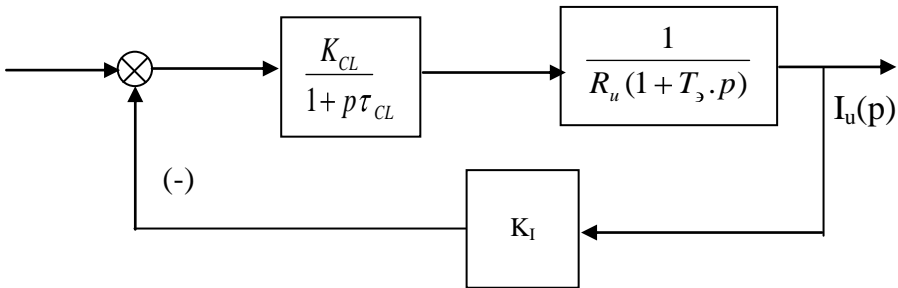 K_CL / (1 + pτ_CL)
1 / (R_u(1 + T_э.p))
I_u(p)
(-)
K_I